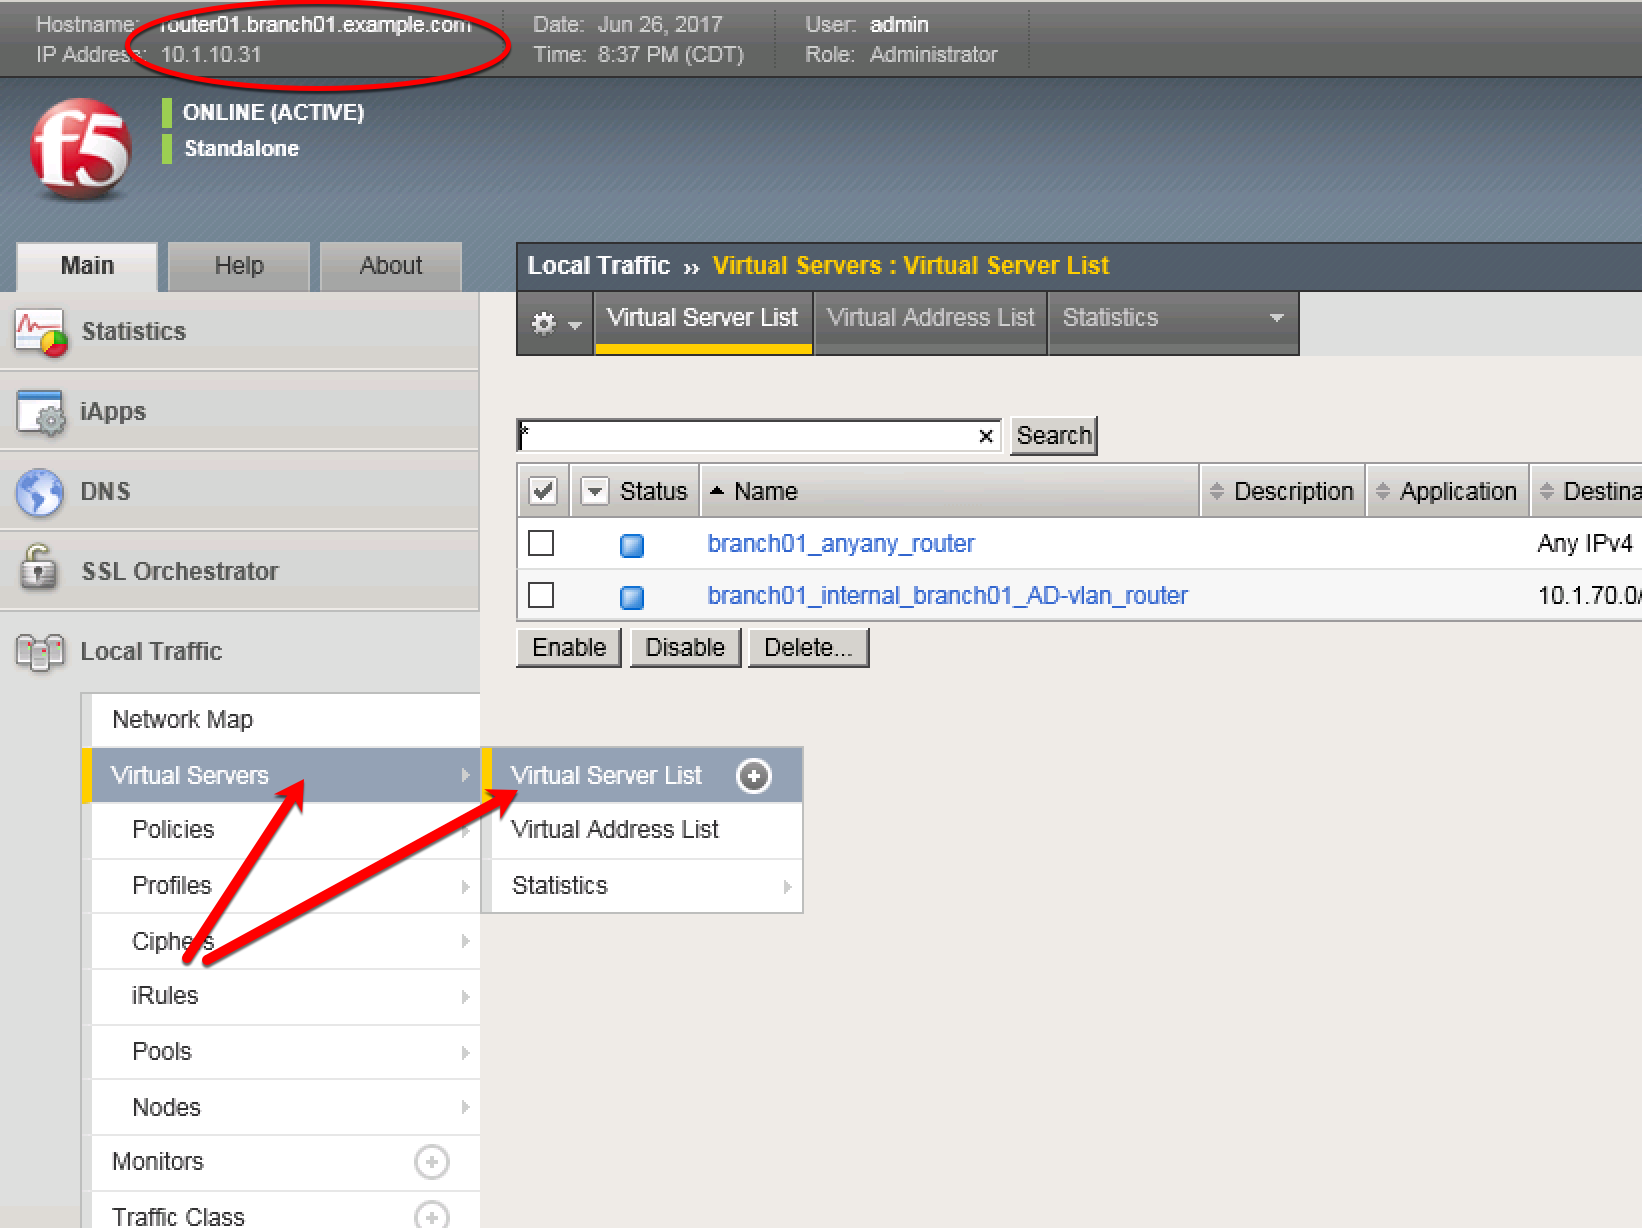 Hostname: router01.branch01.example.com Date: Jun 26, 2017 User: admin
IP Address: 10.1.10.31 Time: 8:37 PM (CDT) Role: Administrator
f5
ONLINE (ACTIVE)
Standalone
Main Help About
Local Traffic ›› Virtual Servers : Virtual Server List
Virtual Server List Virtual Address List Statistics
Statistics
iApps
DNS
SSL Orchestrator
Local Traffic
* × Search
Status Name Description Application
branch01_anyany_router Any IPv4
branch01_internal_branch01_AD-vlan_router 10.1.70.0/
Enable Disable Delete...
Network Map
Virtual Servers
Policies
Profiles
Ciphers
iRules
Pools
Nodes
Monitors
Traffic Class
Virtual Server List
Virtual Address List
Statistics